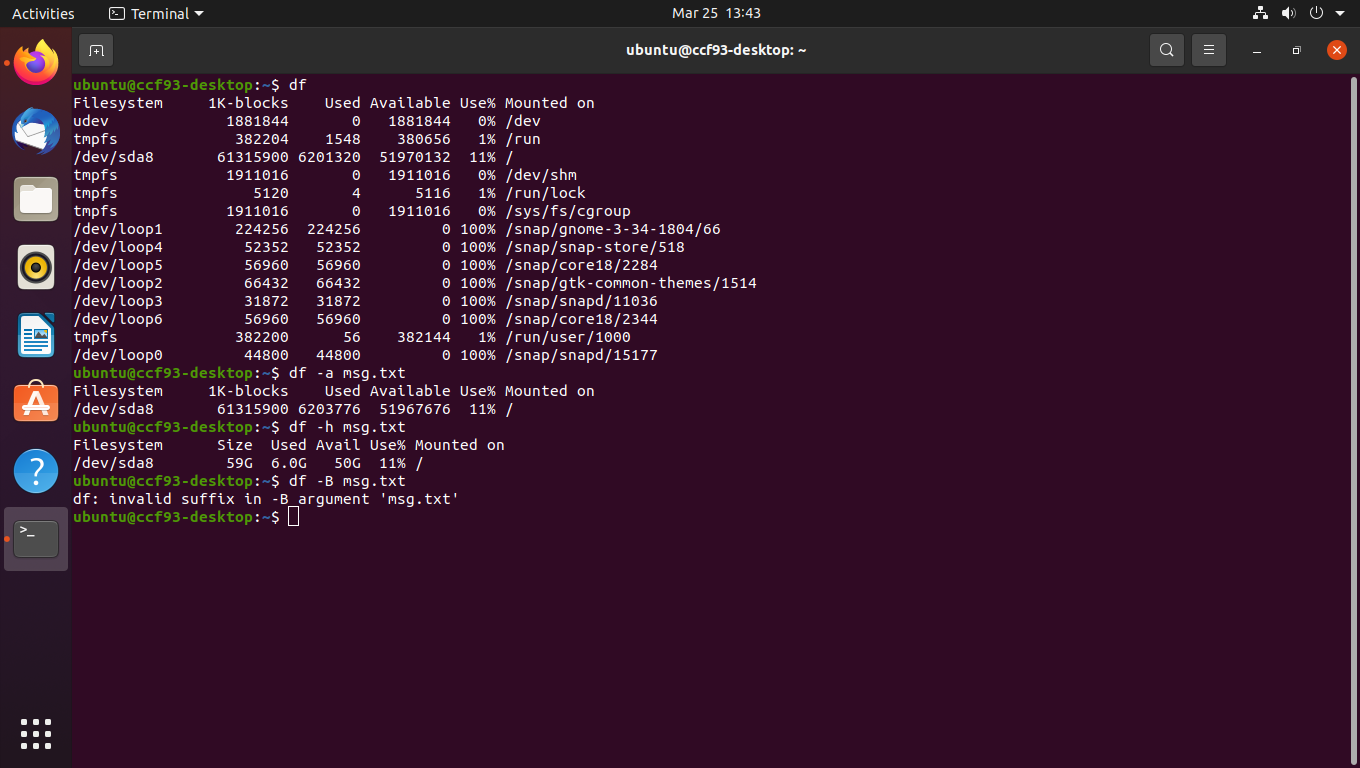 Activities Terminal Mar 25 13:43
ubuntu@ccf93-desktop: ~
ubuntu@ccf93-desktop:~$ df
Filesystem     1K-blocks    Used Available Use% Mounted on
udev             1881844       0   1881844   0% /dev
tmpfs             382204    1548    380656   1% /run
/dev/sda8       61315900 6201320  51970132  11% /
tmpfs            1911016       0   1911016   0% /dev/shm
tmpfs               5120       4      5116   1% /run/lock
tmpfs            1911016       0   1911016   0% /sys/fs/cgroup
/dev/loop1        224256  224256         0 100% /snap/gnome-3-34-1804/66
/dev/loop4         52352   52352         0 100% /snap/snap-store/518
/dev/loop5         56960   56960         0 100% /snap/core18/2284
/dev/loop2         66432   66432         0 100% /snap/gtk-common-themes/1514
/dev/loop3         31872   31872         0 100% /snap/snapd/11036
/dev/loop6         56960   56960         0 100% /snap/core18/2344
tmpfs             382200      56    382144   1% /run/user/1000
/dev/loop0         44800   44800         0 100% /snap/snapd/15177
ubuntu@ccf93-desktop:~$ df -a msg.txt
Filesystem     1K-blocks    Used Available Use% Mounted on
/dev/sda8       61315900 6203776  51967676  11% /
ubuntu@ccf93-desktop:~$ df -h msg.txt
Filesystem      Size  Used Avail Use% Mounted on
/dev/sda8        59G  6.0G   50G  11% /
ubuntu@ccf93-desktop:~$ df -B msg.txt
df: invalid suffix in -B argument 'msg.txt'
ubuntu@ccf93-desktop:~$